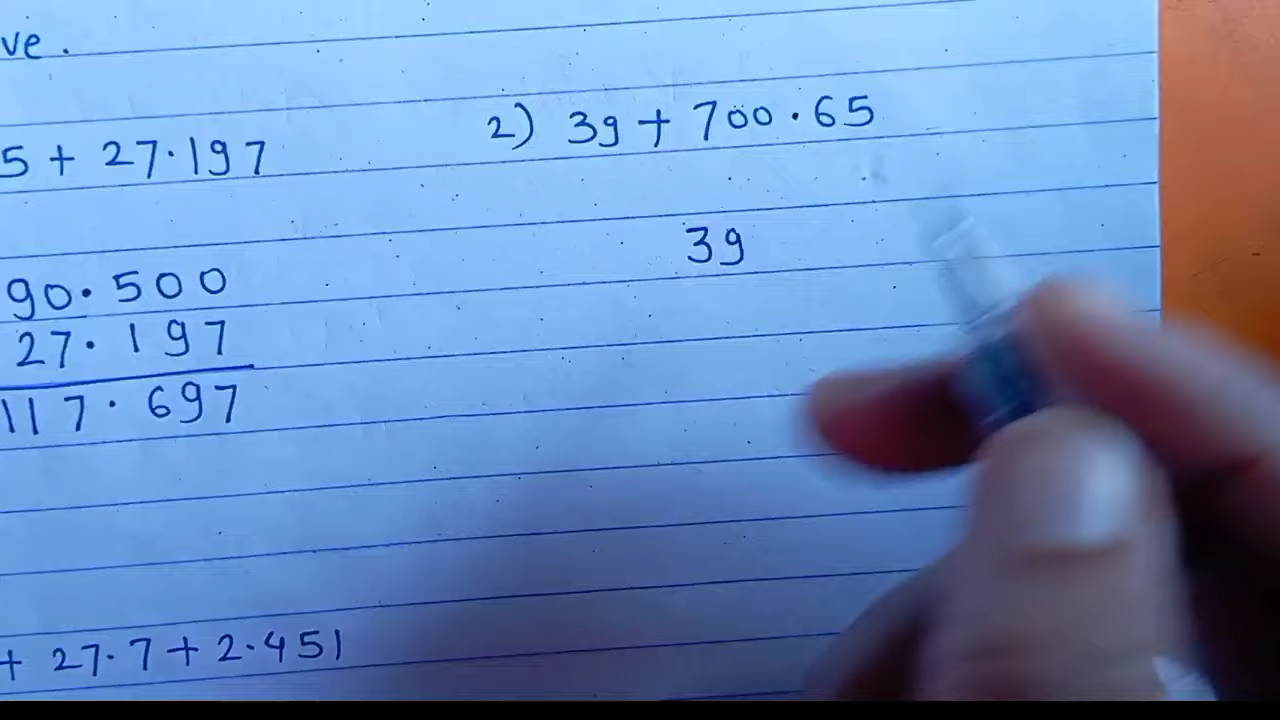 ve.
5 + 27.197
90.500
27.197
117.697
+ 27.7 + 2.451
2) 39 + 700.65
39